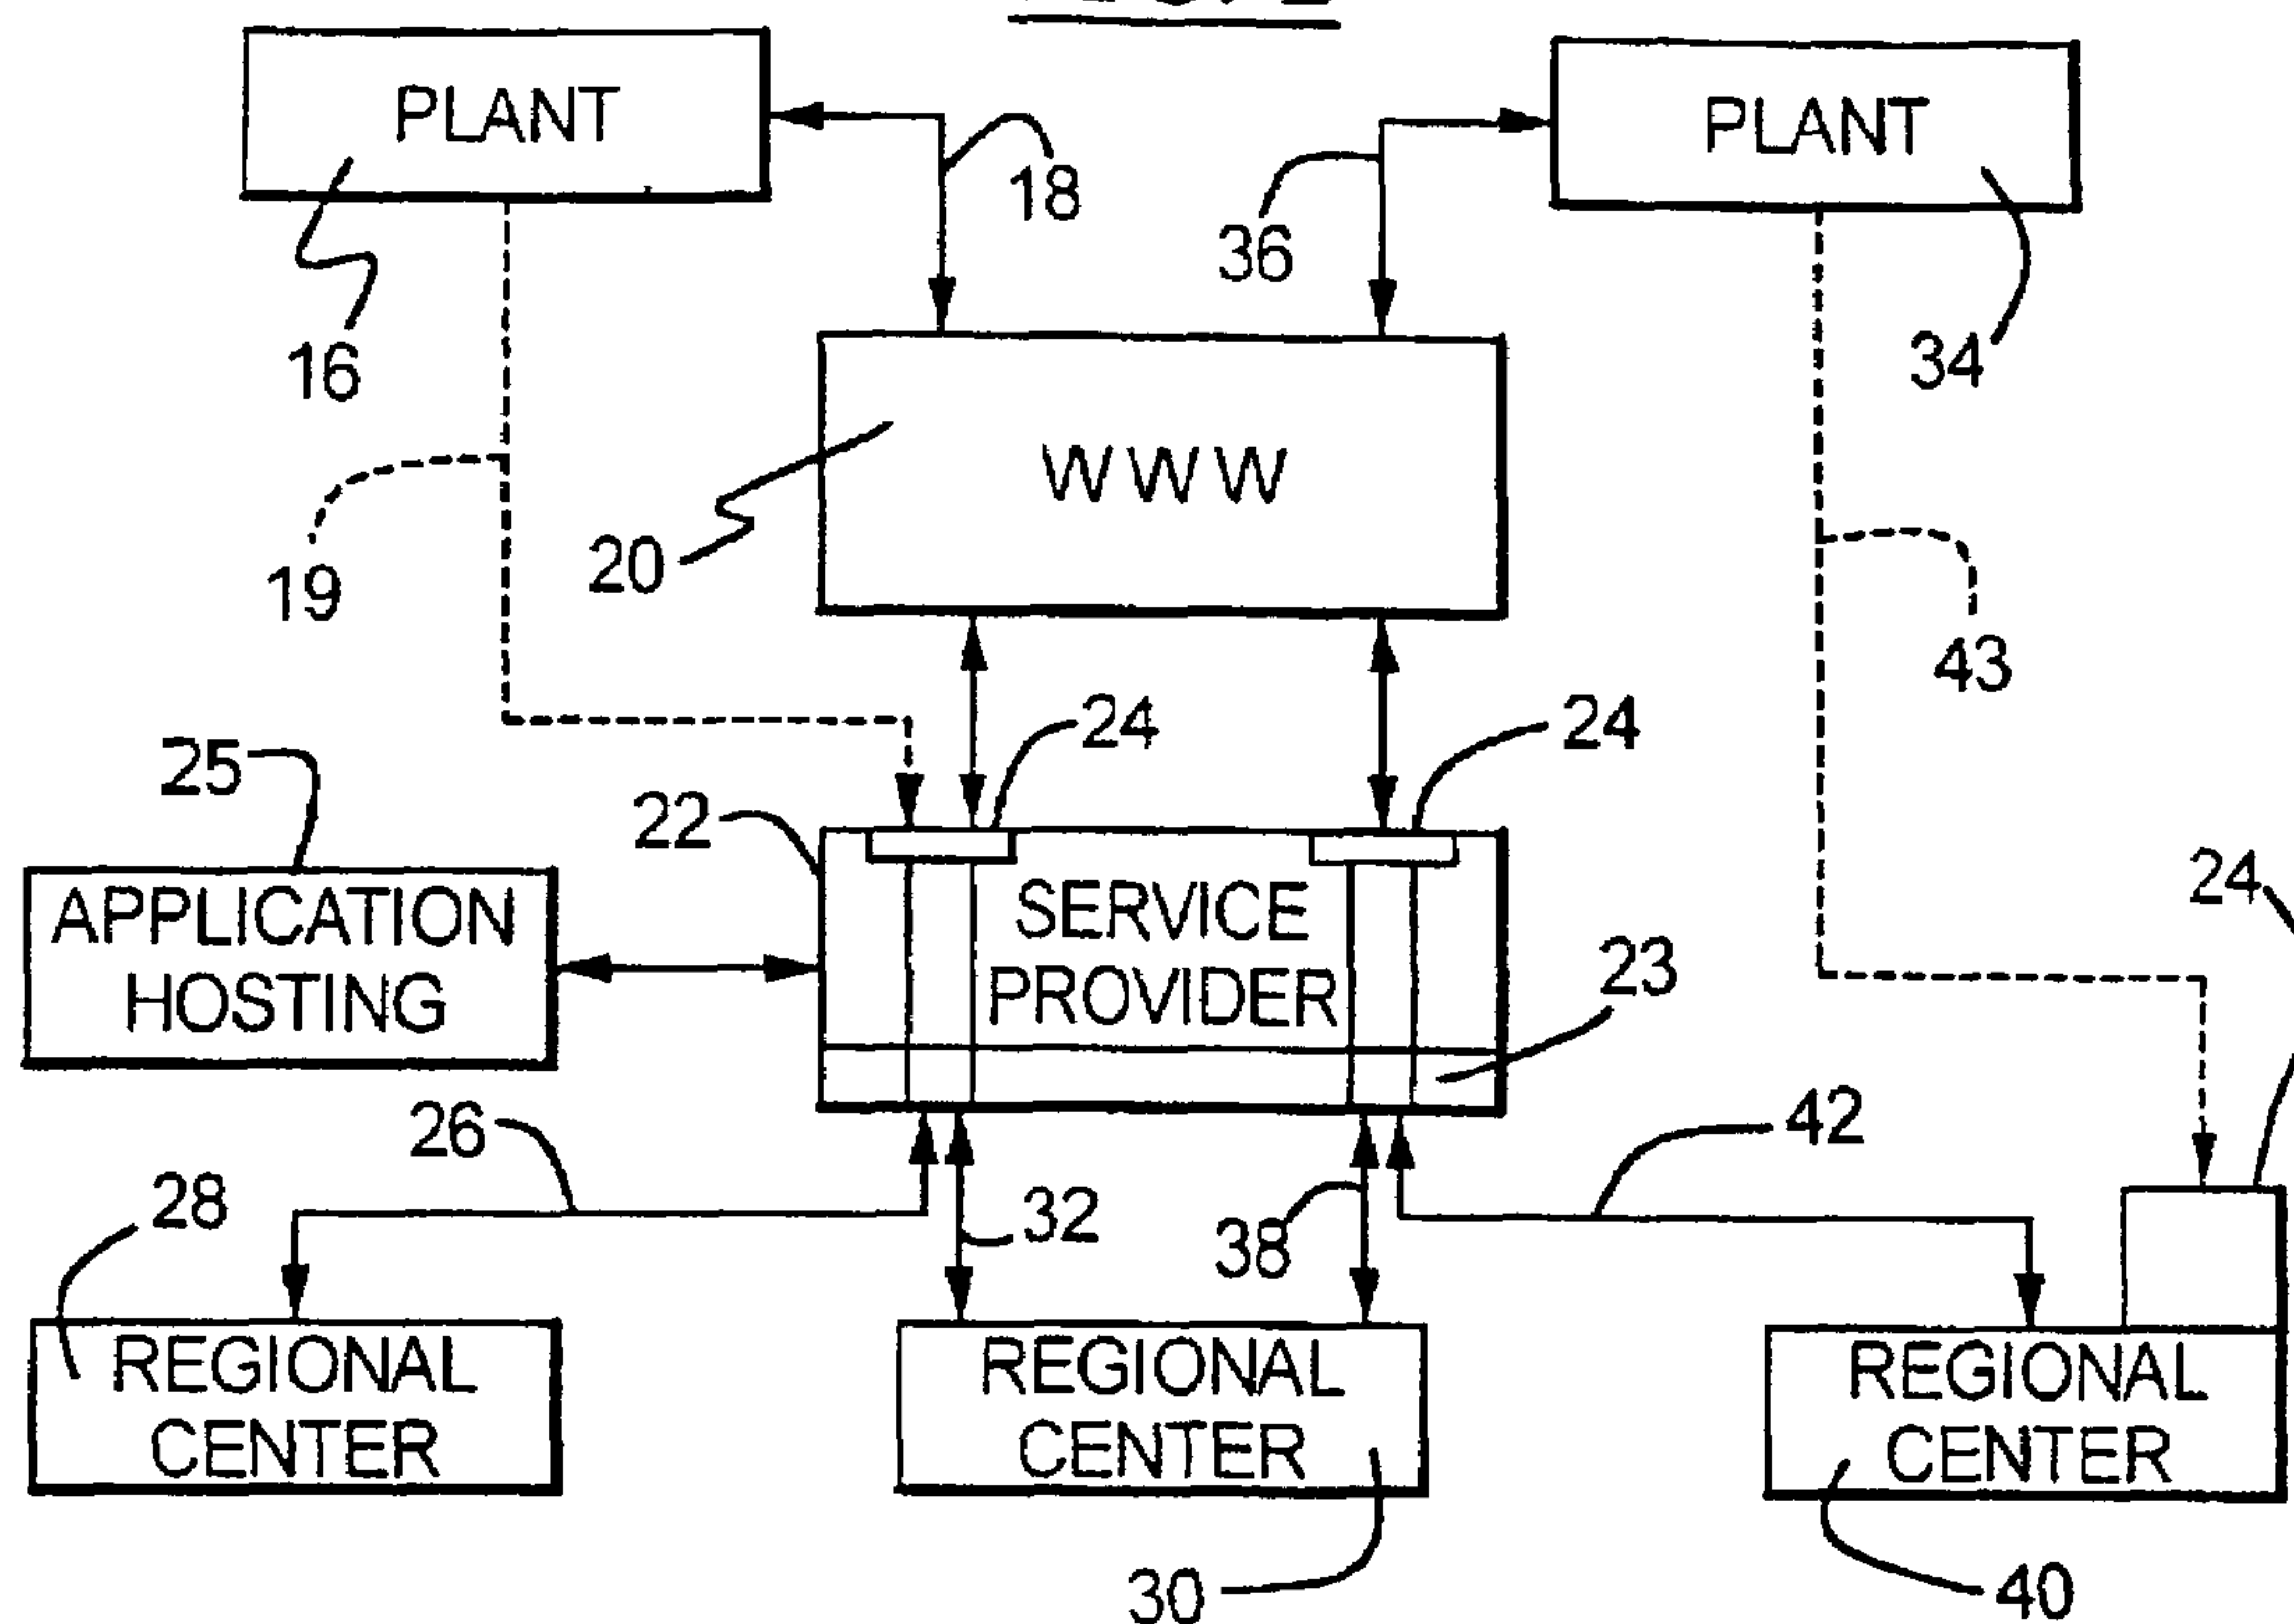 PLANT
PLANT
18
36
16
34
WWW
20
19
43
24
24
25
22
24
APPLICATION
HOSTING
SERVICE
PROVIDER
23
26
42
28
32
38
REGIONAL
CENTER
REGIONAL
CENTER
REGIONAL
CENTER
30
40